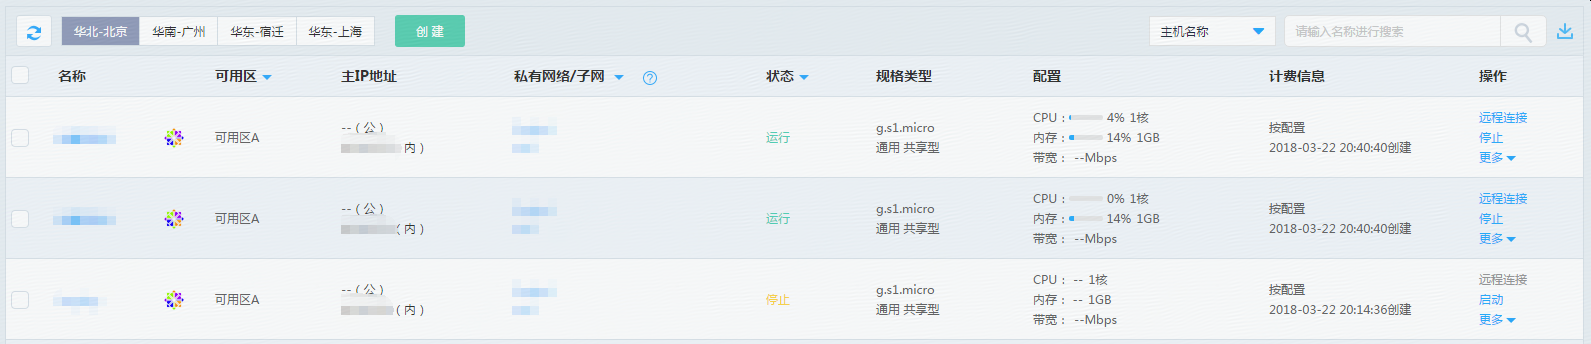 华北-北京 华南-广州 华东-宿迁 华东-上海 创建 主机名称 请输入名称进行搜索
名称 可用区 主IP地址 私有网络/子网 ? 状态 规格类型 配置 计费信息 操作
--（公） CPU： 4% 1核 远程连接
可用区A 运行 g.s1.micro 内存： 14% 1GB 按配置 停止
内） 通用 共享型 带宽： --Mbps 2018-03-22 20:40:40创建 更多
--（公） CPU： 0% 1核 远程连接
可用区A 运行 g.s1.micro 内存： 14% 1GB 按配置 停止
（内） 通用 共享型 带宽： --Mbps 2018-03-22 20:40:40创建 更多
--（公） CPU： -- 1核 远程连接
可用区A 停止 g.s1.micro 内存： -- 1GB 按配置 启动
（内） 通用 共享型 带宽： --Mbps 2018-03-22 20:14:36创建 更多